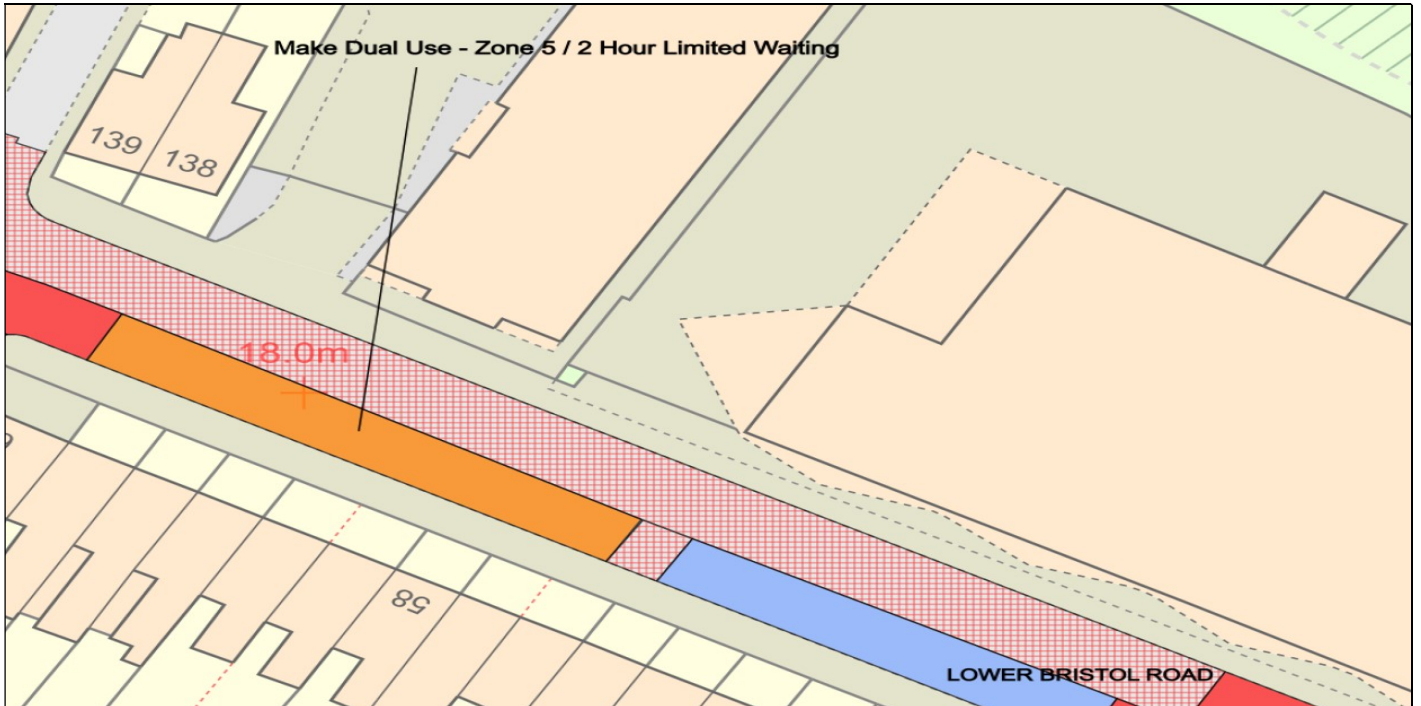 Make Dual Use - Zone 5 / 2 Hour Limited Waiting
139
138
18.0m
58
LOWER BRISTOL ROAD